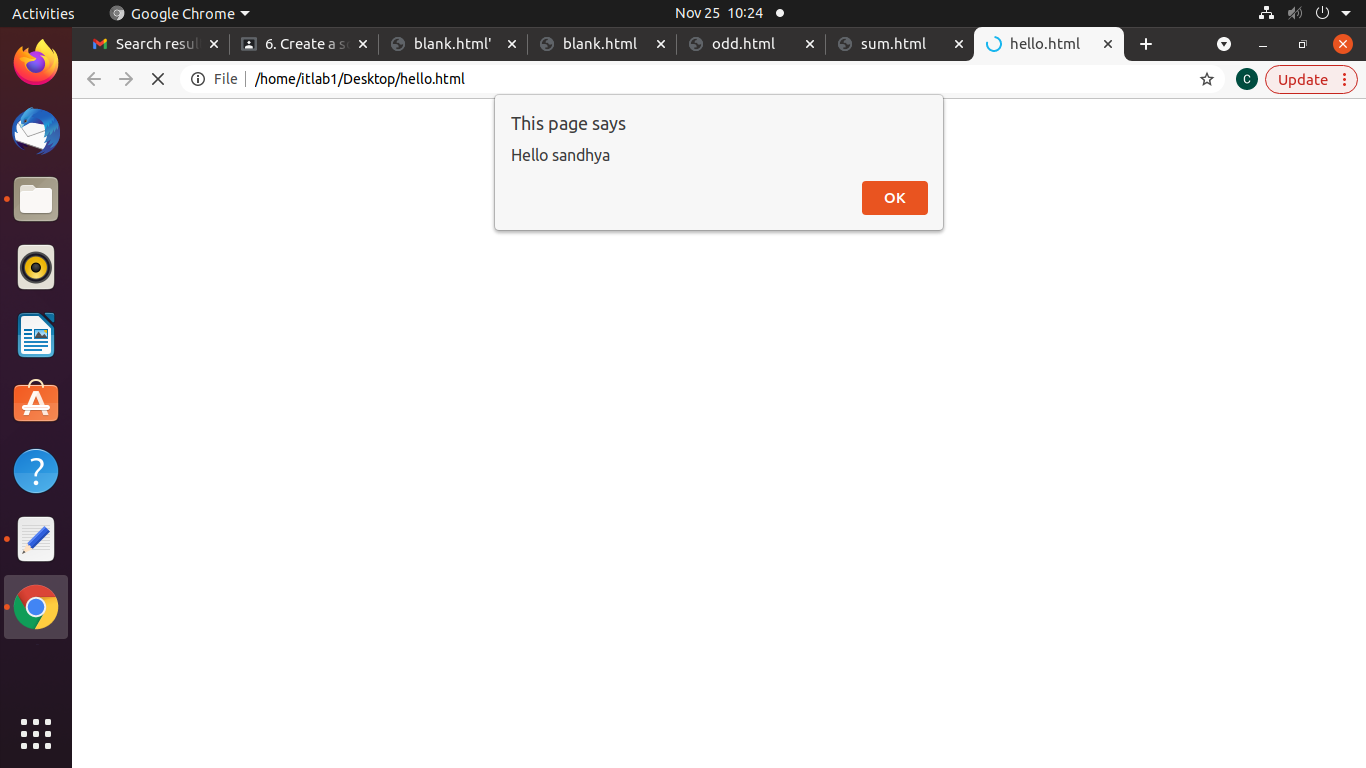 Activities Google Chrome Nov 25 10:24
Search resul 6. Create a s blank.html' blank.html odd.html sum.html hello.html
File /home/itlab1/Desktop/hello.html C Update
This page says
Hello sandhya
OK